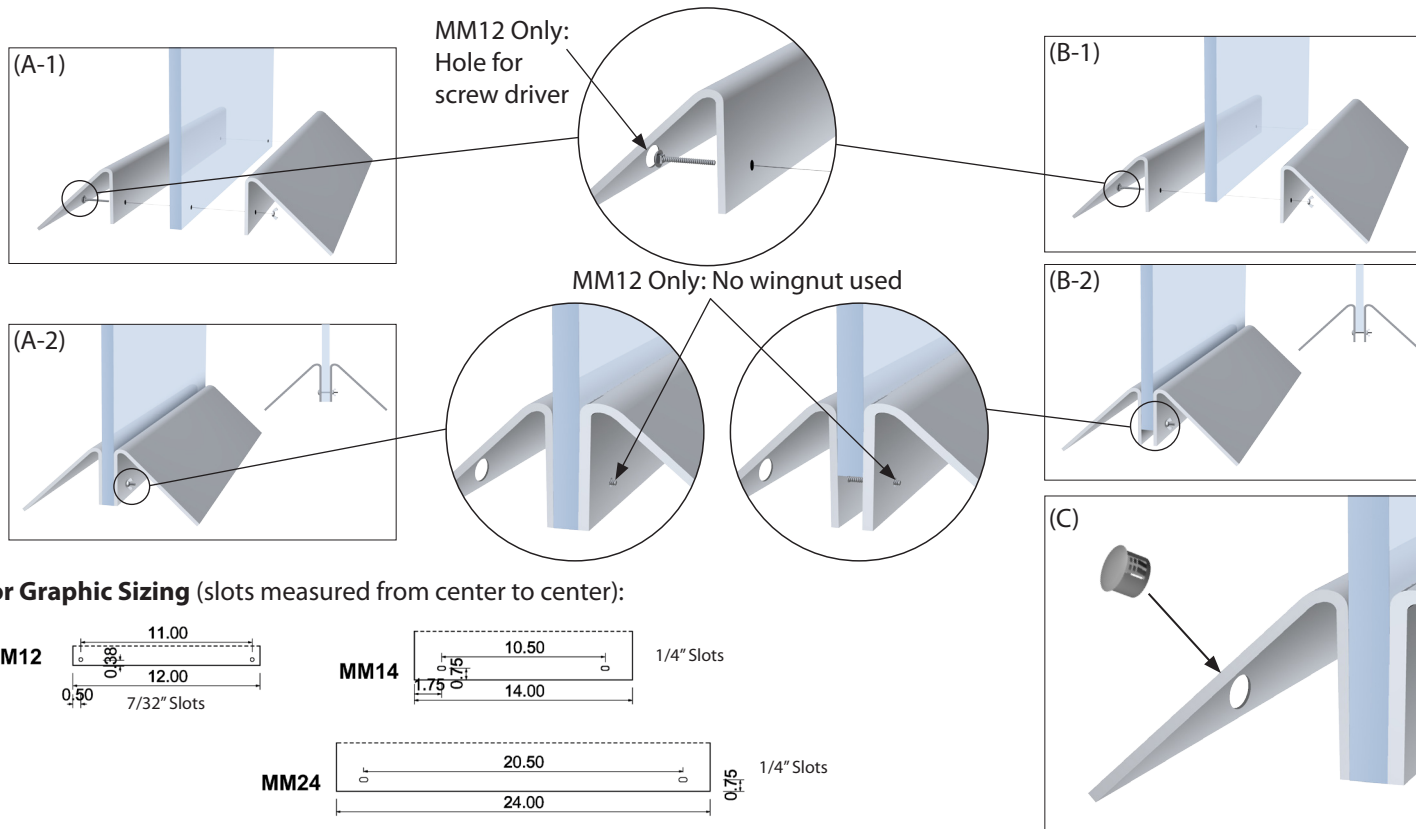 (A-1)
MM12 Only:
Hole for
screw driver
(B-1)
(A-2)
MM12 Only: No wingnut used
(B-2)
(C)
or Graphic Sizing (slots measured from center to center):
M12
11.00
0.38
12.00
0.50
7/32" Slots
MM14
10.50
0.75
1.75
14.00
1/4" Slots
MM24
20.50
24.00
0.75
1/4" Slots